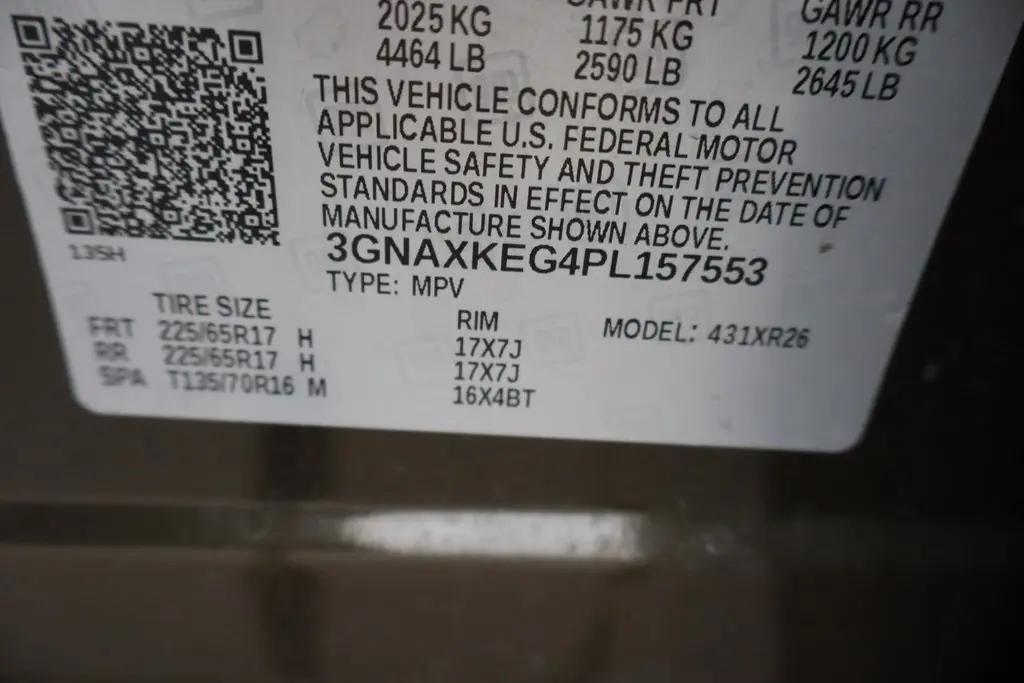 GAWR FRT GAWR RR
2025 KG 1175 KG 1200 KG
4464 LB 2590 LB 2645 LB
THIS VEHICLE CONFORMS TO ALL
APPLICABLE U.S. FEDERAL MOTOR
VEHICLE SAFETY AND THEFT PREVENTION
STANDARDS IN EFFECT ON THE DATE OF
MANUFACTURE SHOWN ABOVE.
135H
3GNAXKEG4PL157553
TYPE: MPV
TIRE SIZE RIM MODEL: 431XR26
FRT 225/65R17 H 17X7J
RR 225/65R17 H 17X7J
SPA T135/70R16 M 16X4BT